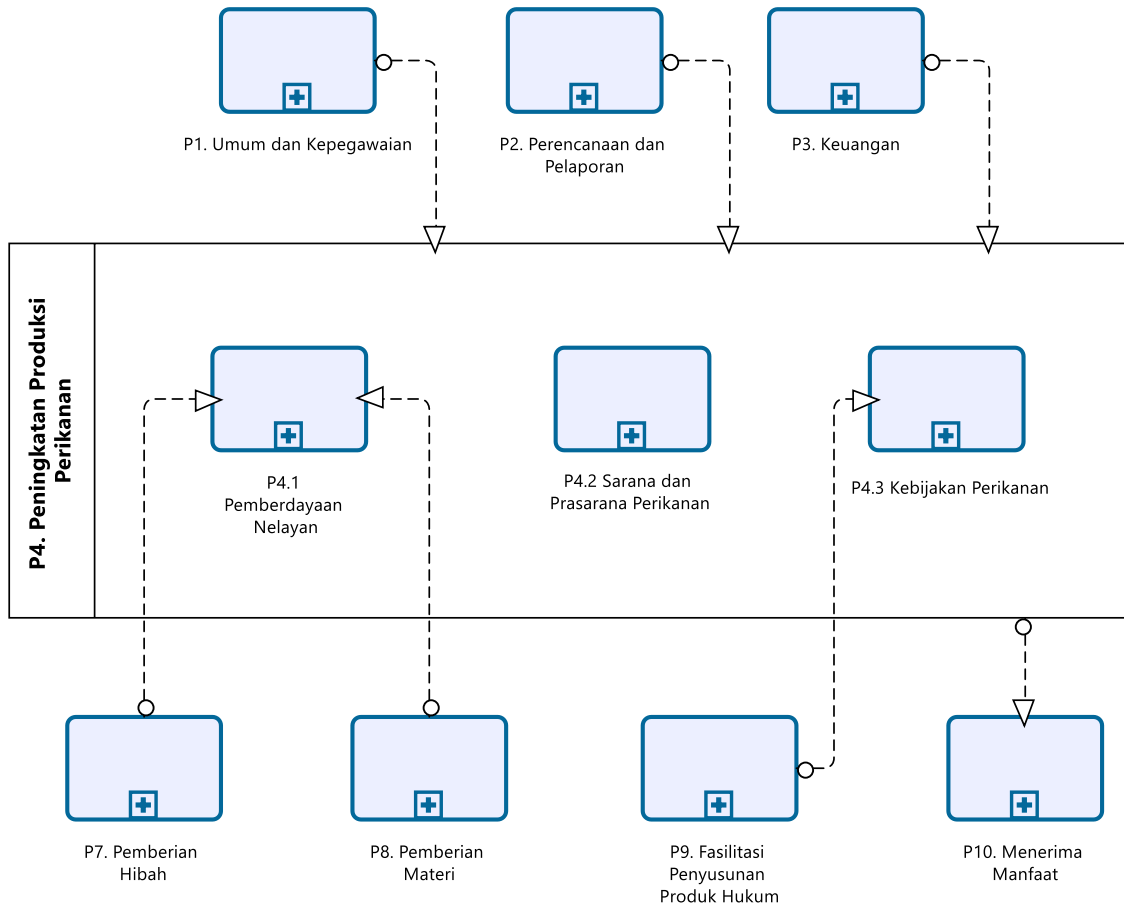 P1. Umum dan Kepegawaian
P2. Perencanaan dan
Pelaporan
P3. Keuangan
P4. Peningkatan Produksi
Perikanan
P4.1
Pemberdayaan
Nelayan
P4.2 Sarana dan
Prasarana Perikanan
P4.3 Kebijakan Perikanan
P7. Pemberian
Hibah
P8. Pemberian
Materi
P9. Fasilitasi
Penyusunan
Produk Hukum
P10. Menerima
Manfaat